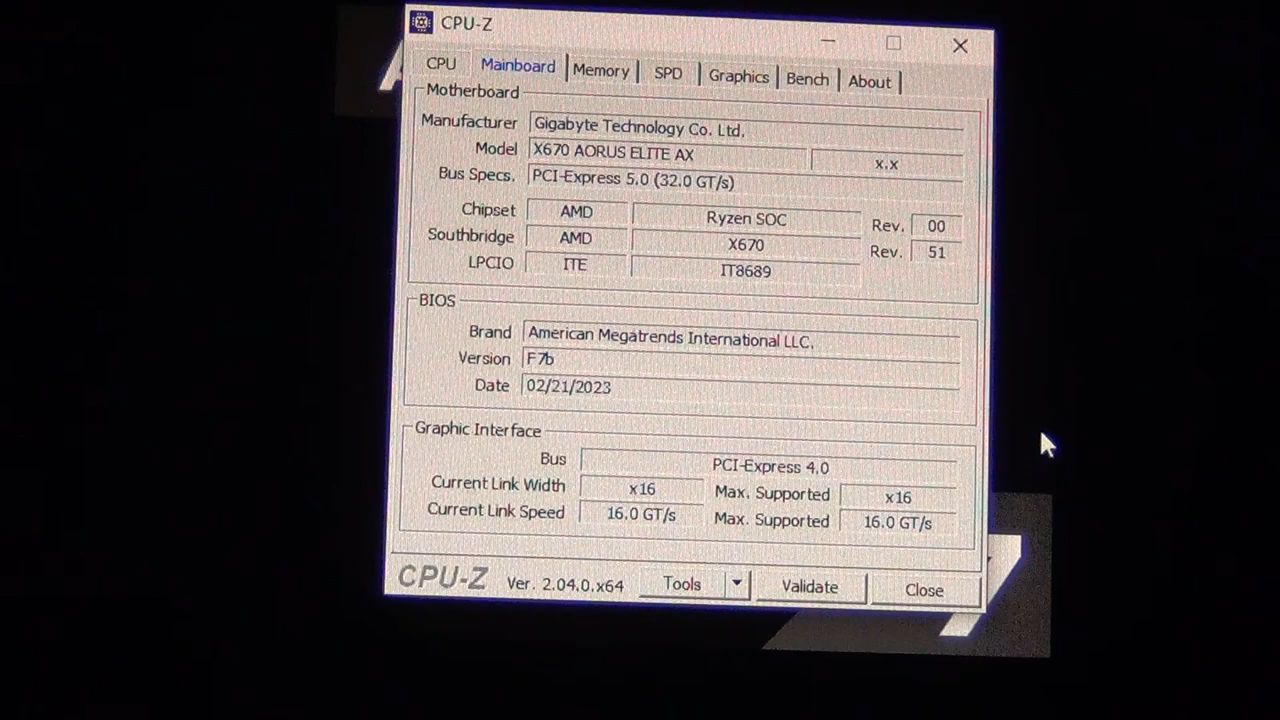 CPU-Z
CPU Mainboard Memory SPD Graphics Bench About
Motherboard
Manufacturer Gigabyte Technology Co. Ltd.
Model X670 AORUS ELITE AX x.x
Bus Specs. PCI-Express 5.0 (32.0 GT/s)
Chipset AMD Ryzen SOC Rev. 00
Southbridge AMD X670 Rev. 51
LPCIO ITE IT8689
BIOS
Brand American Megatrends International LLC.
Version F7b
Date 02/21/2023
Graphic Interface
Bus PCI-Express 4.0
Current Link Width x16 Max. Supported x16
Current Link Speed 16.0 GT/s Max. Supported 16.0 GT/s
CPU-Z Ver. 2.04.0.x64 Tools Validate Close